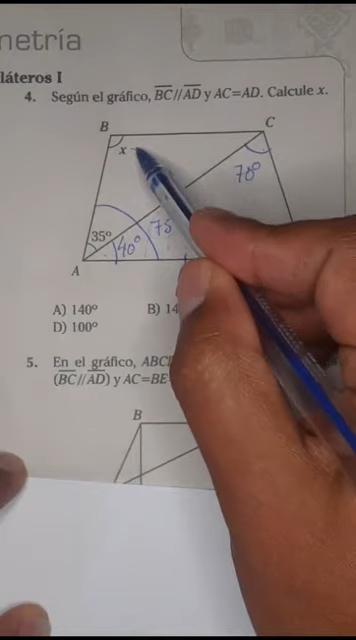 metría
láteros I
4. Según el gráfico, BC//AD y AC=AD. Calcule x.
B
C
x
70°
35°
40°
75
A
A) 140° B) 14
D) 100°
5. En el gráfico, ABC
(BC//AD) y AC=BE
B